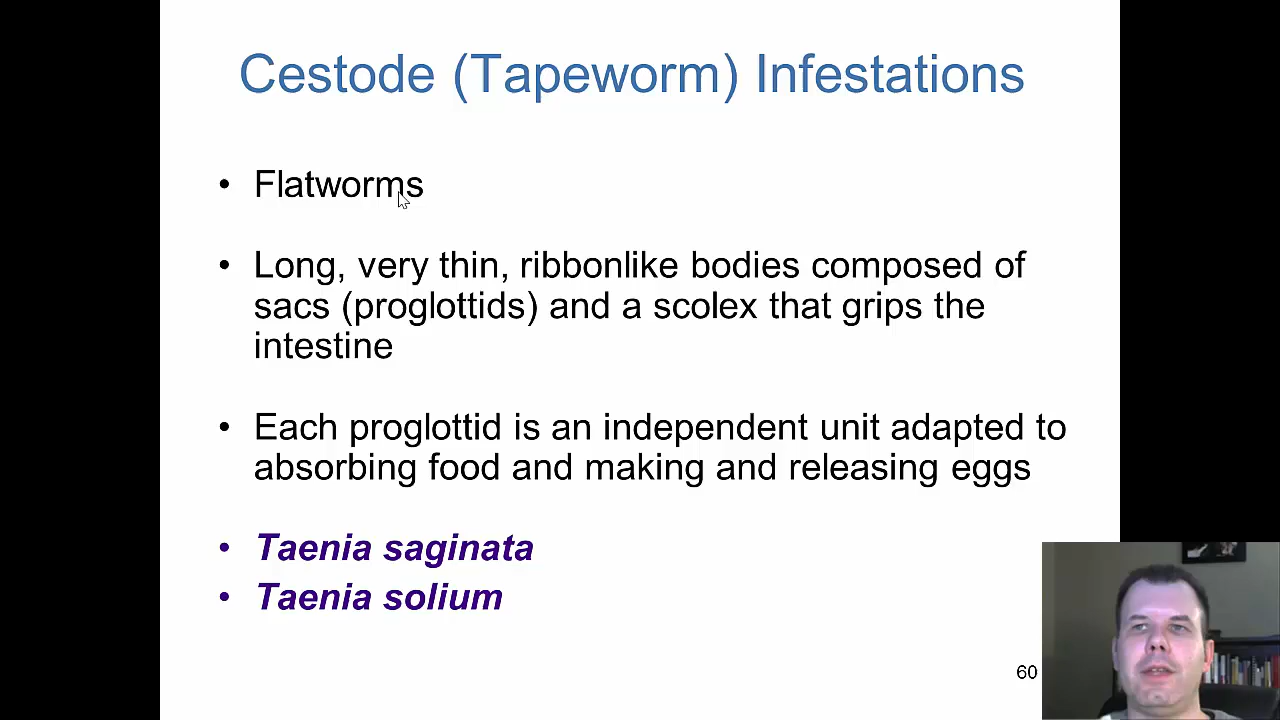 Cestode (Tapeworm) Infestations
• Flatworms
• Long, very thin, ribbonlike bodies composed of
sacs (proglottids) and a scolex that grips the
intestine
• Each proglottid is an independent unit adapted to
absorbing food and making and releasing eggs
• Taenia saginata
• Taenia solium
60